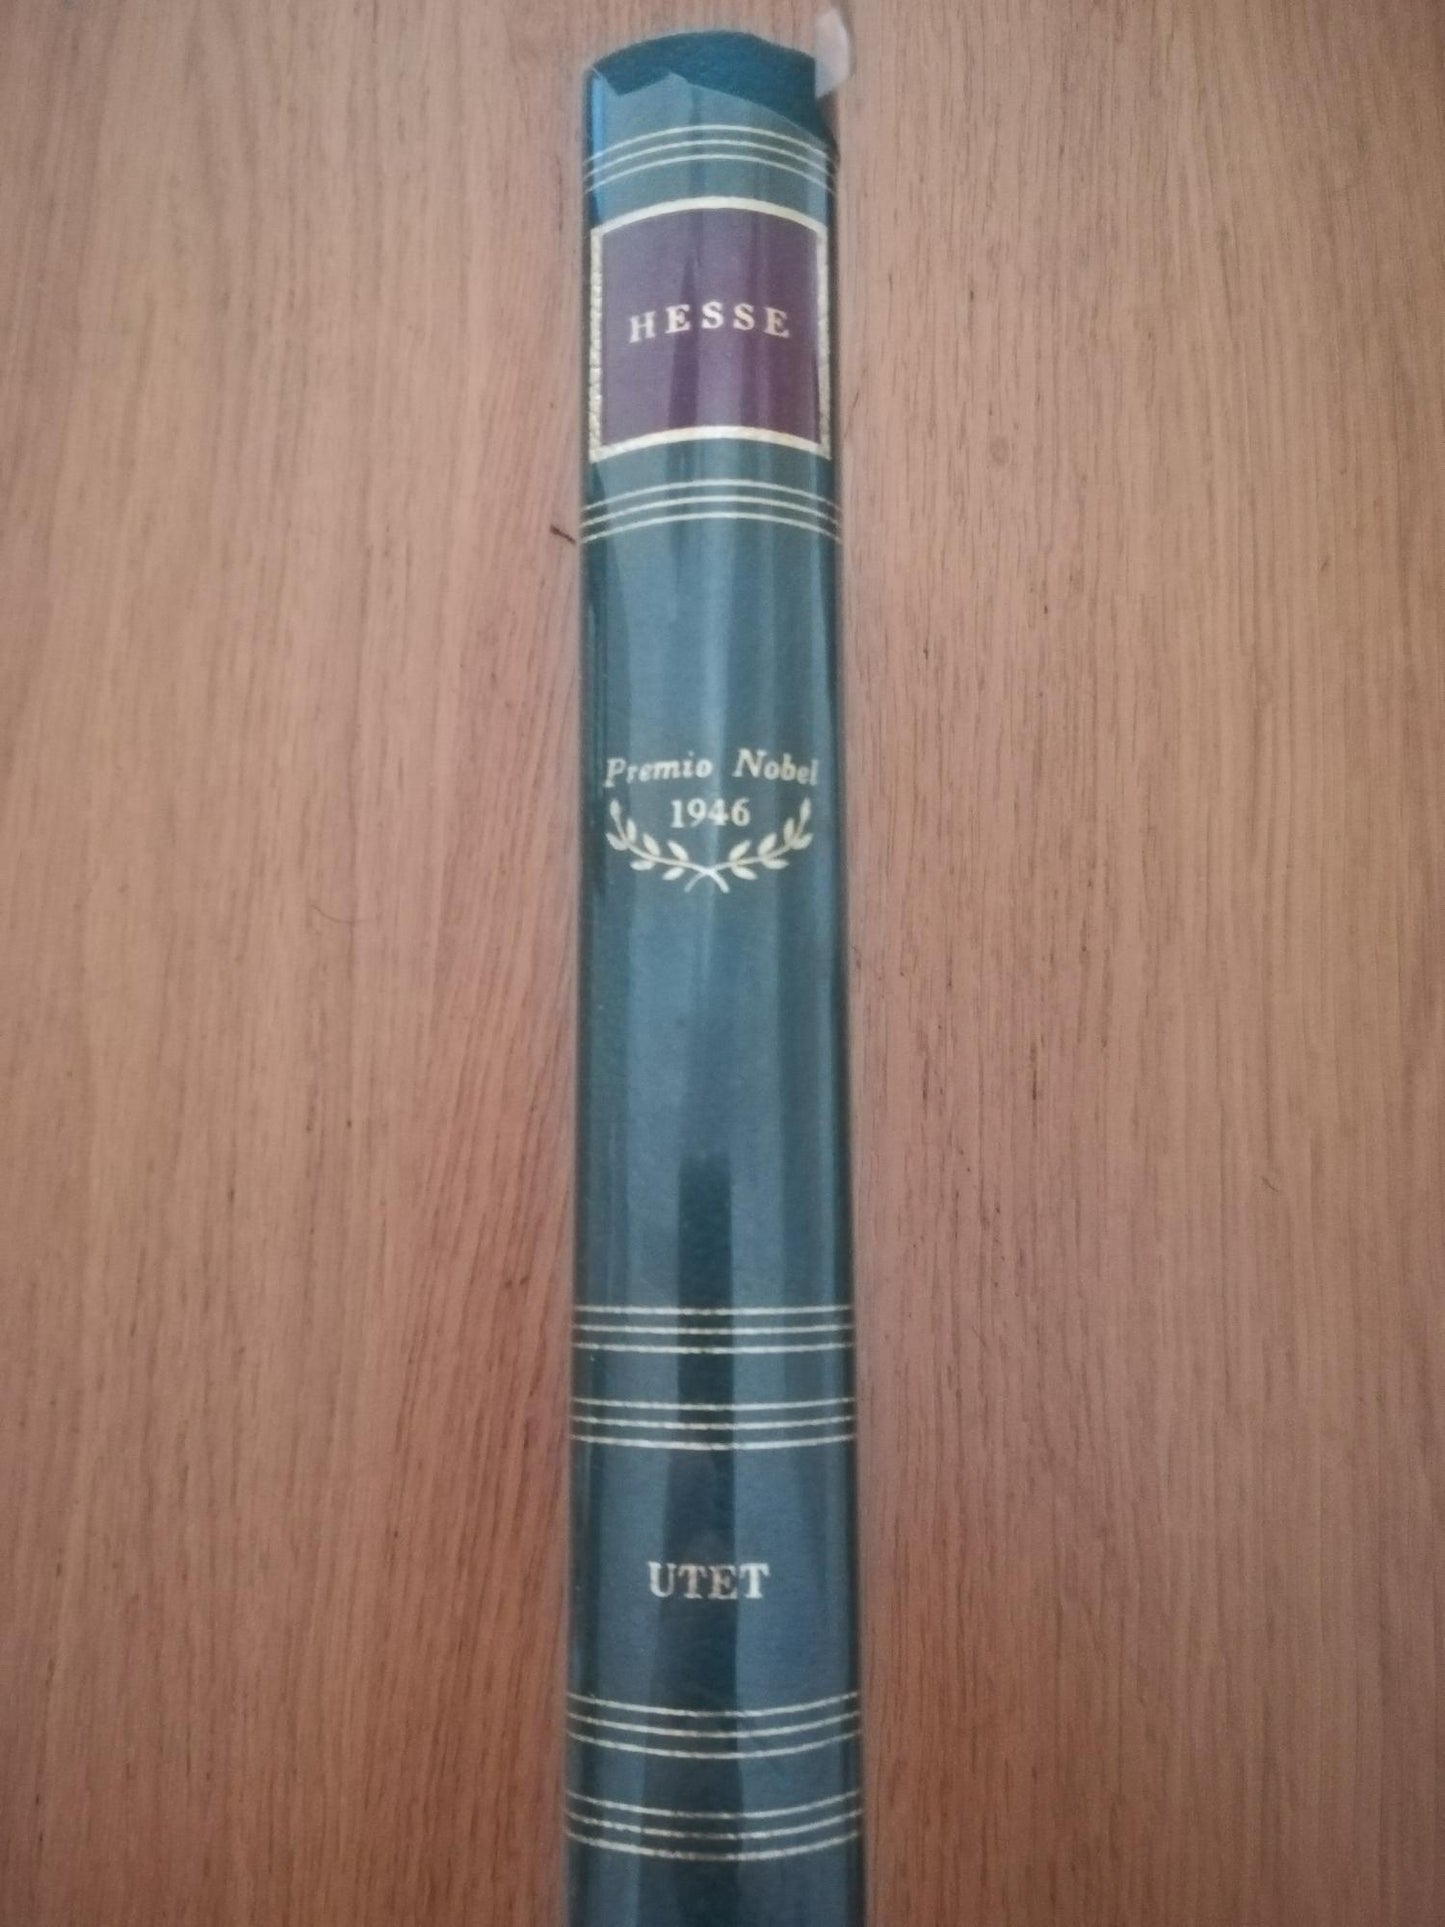 HESSE
Premio Nobel
1946
UTET